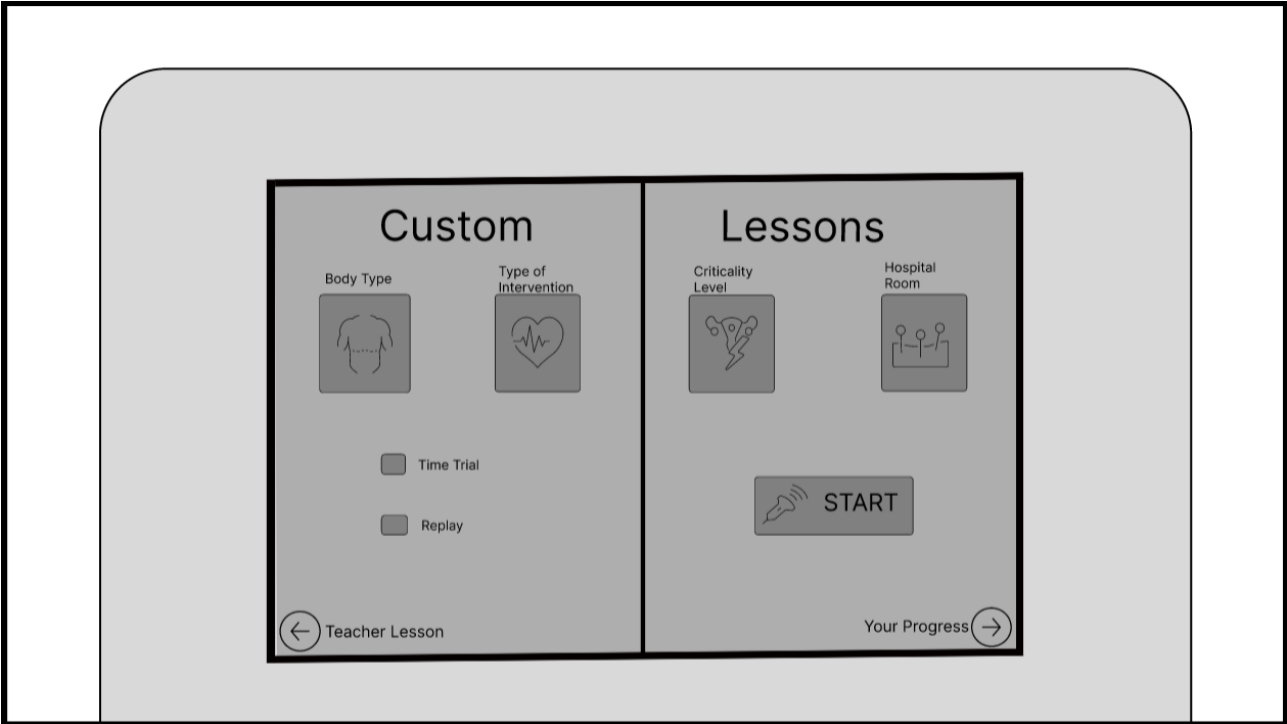 Custom
Body Type
Type of
Intervention
Time Trial
Replay
Teacher Lesson
Lessons
Criticality
Level
Hospital
Room
START
Your Progress